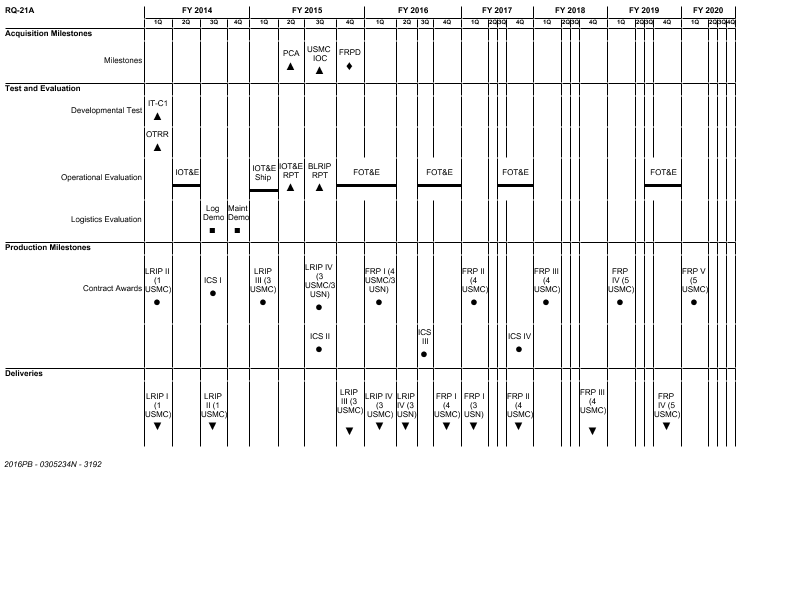 RQ-21A FY 2014 FY 2015 FY 2016 FY 2017 FY 2018 FY 2019 FY 2020
1Q 2Q 3Q 4Q 1Q 2Q 3Q 4Q 1Q 2Q 3Q 4Q 1Q 2Q 3Q 4Q 1Q 2Q 3Q 4Q 1Q 2Q 3Q 4Q 1Q 2Q 3Q 4Q
Acquisition Milestones
Milestones
PCA
USMC
IOC
FRPD
Test and Evaluation
Developmental Test
IT-C1
OTRR
Operational Evaluation
IOT&E
IOT&E
Ship
IOT&E
RPT
BLRIP
RPT
FOT&E
FOT&E
FOT&E
FOT&E
Logistics Evaluation
Log
Demo
Maint
Demo
Production Milestones
Contract Awards
LRIP II
(1
USMC)
ICS I
LRIP
III (3
USMC)
LRIP IV
(3
USMC/3
USN)
FRP I (4
USMC/3
USN)
FRP II
(4
USMC)
FRP III
(4
USMC)
FRP
IV (5
USMC)
FRP V
(5
USMC)
ICS II
ICS
III
ICS IV
Deliveries
LRIP I
(1
USMC)
LRIP
II (1
USMC)
LRIP
III (3
USMC)
LRIP IV
(3
USMC)
LRIP
IV (3
USN)
FRP I
(4
USMC)
FRP I
(3
USN)
FRP II
(4
USMC)
FRP III
(4
USMC)
FRP
IV (5
USMC)
2016PB - 0305234N - 3192